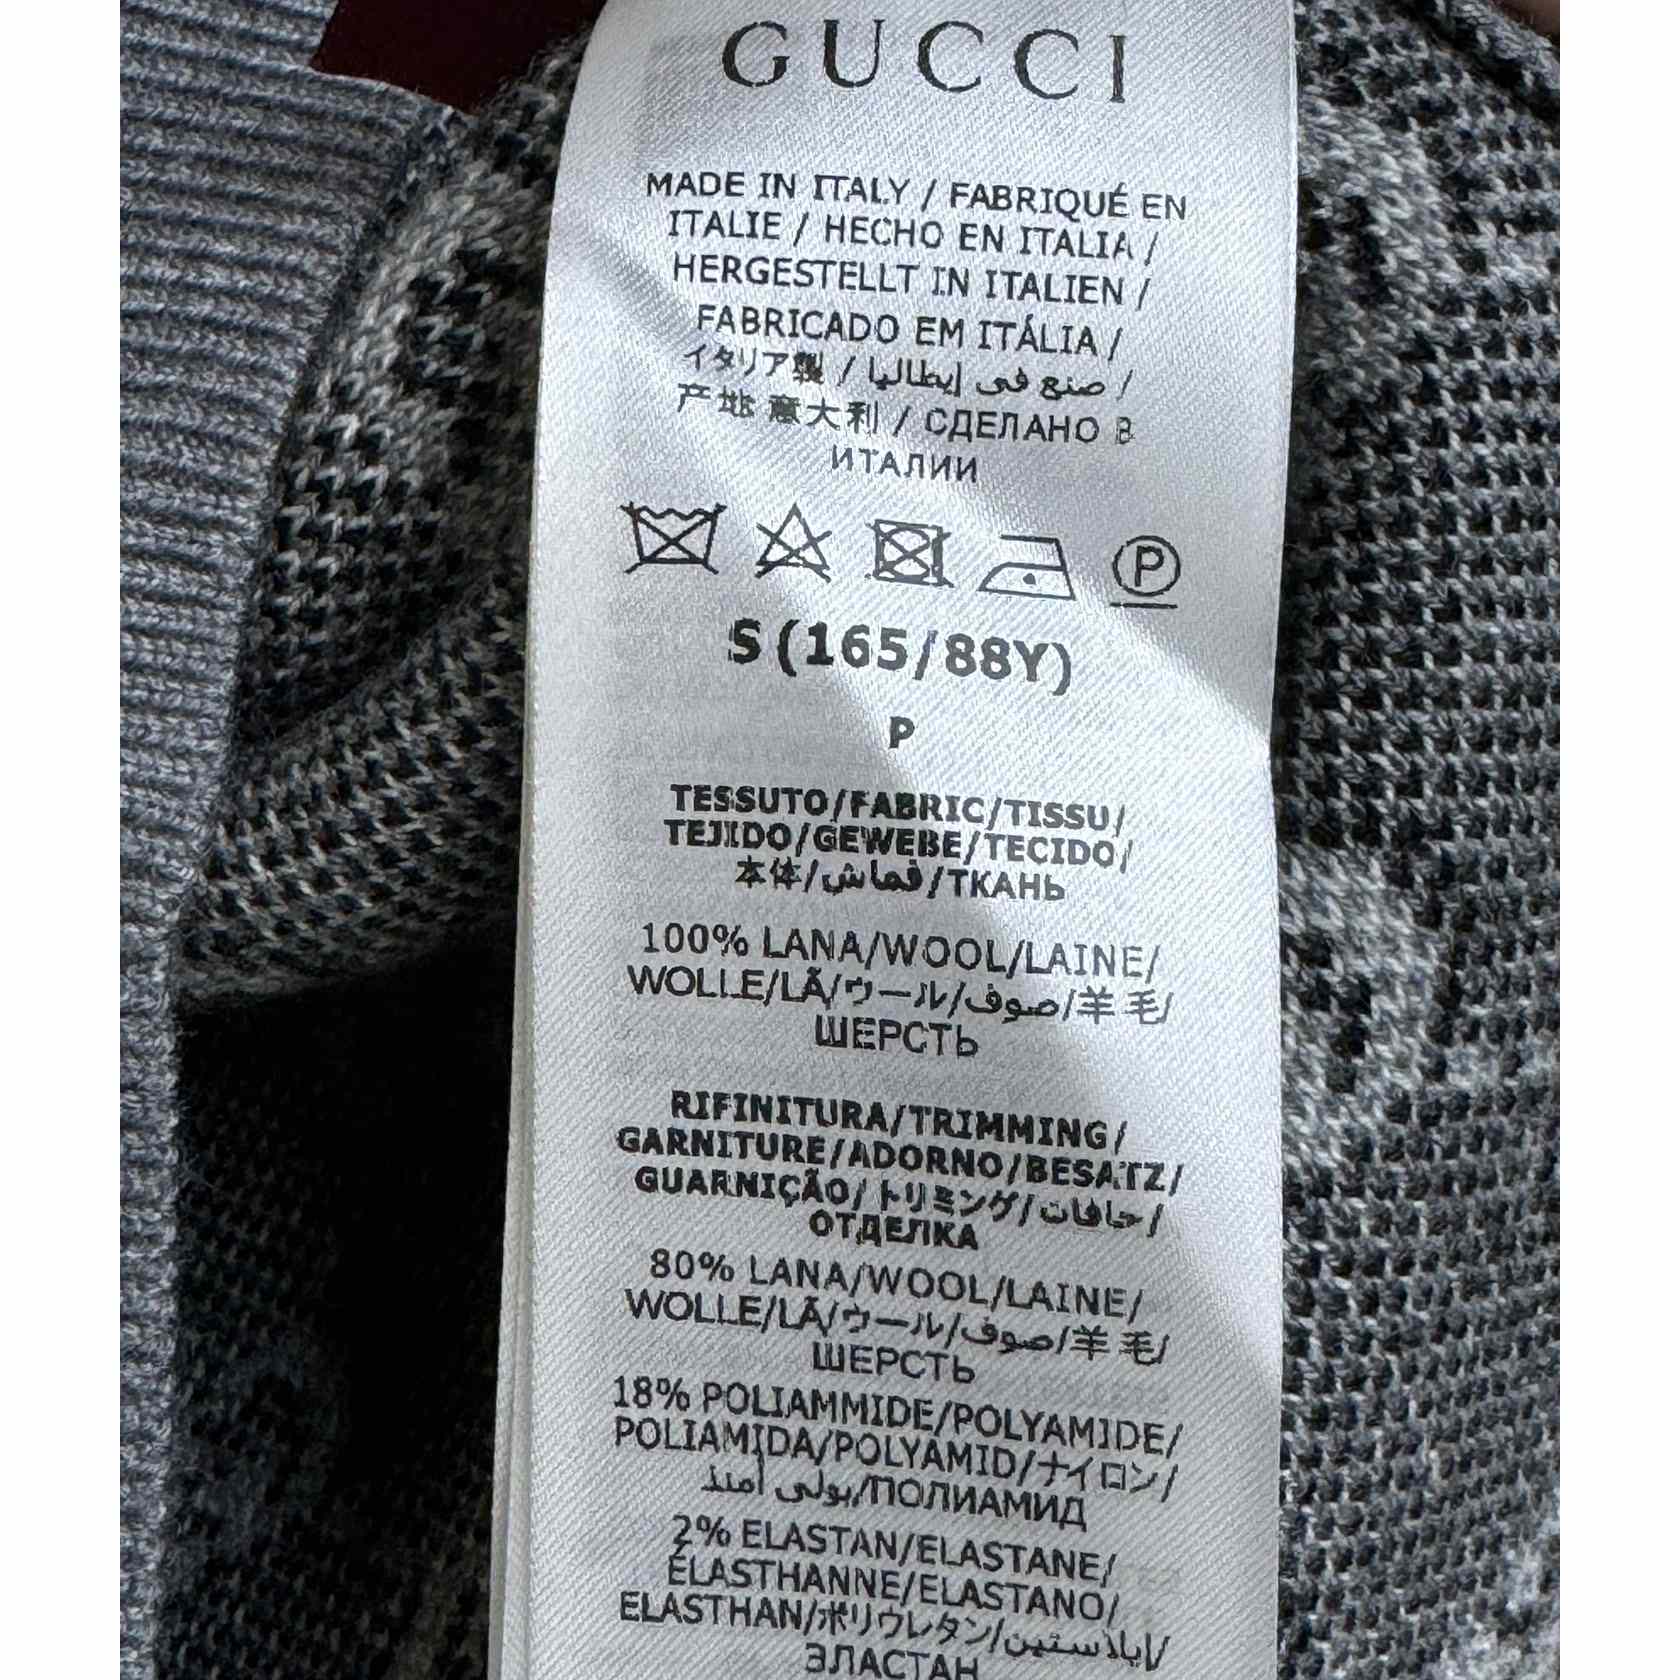 GUCCI
MADE IN ITALY / FABRIQUÉ EN
ITALIE / HECHO EN ITALIA /
HERGESTELLT IN ITALIEN /
FABRICADO EM ITÁLIA /
イタリア製 / صنع في إيطاليا /
产地 意大利 / СДЕЛАНО В
ИТАЛИИ
P
S (165/88Y)
P
TESSUTO/FABRIC/TISSU/
TEJIDO/GEWEBE/TECIDO/
本体/قماش/ТКАНЬ
100% LANA/WOOL/LAINE/
WOLLE/LÃ/ウール/صوف/羊毛/
ШЕРСТЬ
RIFINITURA/TRIMMING/
GARNITURE/ADORNO/BESATZ/
GUARNIÇÃO/トリミング/حافات/
ОТДЕЛКА
80% LANA/WOOL/LAINE/
WOLLE/LÃ/ウール/صوف/羊毛/
ШЕРСТЬ
18% POLIAMMIDE/POLYAMIDE/
POLIAMIDA/POLYAMID/ナイロン/
بولي أميد/ПОЛИАМИД
2% ELASTAN/ELASTANE/
ÉLASTHANNE/ELASTANO/
ELASTHAN/ポリウレタン/إيلاستين/
ЭЛАСТАН